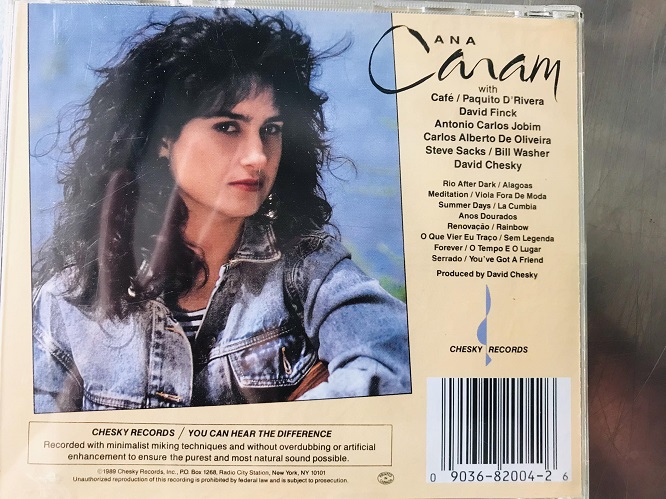 ANA
Caram
with
Café / Paquito D'Rivera
David Finck
Antonio Carlos Jobim
Carlos Alberto De Oliveira
Steve Sacks / Bill Washer
David Chesky
Rio After Dark / Alagoas
Meditation / Viola Fora De Moda
Summer Days / La Cumbia
Anos Dourados
Renovação / Rainbow
O Que Vier Eu Traço / Sem Legenda
Forever / O Tempo E O Lugar
Serrado / You've Got A Friend
Produced by David Chesky
CHESKY RECORDS
CHESKY RECORDS / YOU CAN HEAR THE DIFFERENCE
Recorded with minimalist miking techniques and without overdubbing or artificial
enhancement to ensure the purest and most natural sound possible.
©1989 Chesky Records, Inc., P.O. Box 1268, Radio City Station, New York, NY 10101
Unauthorized reproduction of this recording is prohibited by federal law and is subject to prosecution.
0 9036-82004-2 6